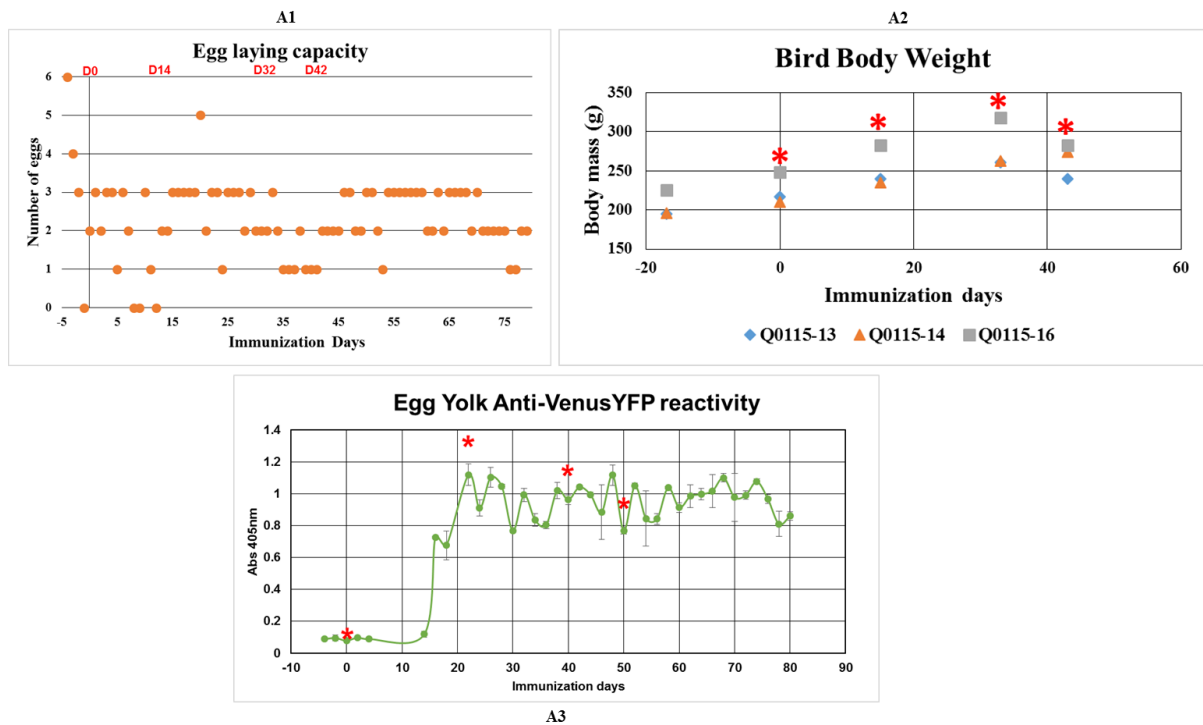 A1
Egg laying capacity
D0 D14 D32 D42
6
5
4
3
2
1
0
Number of eggs
-5 5 15 25 35 45 55 65 75
Immunization Days
A2
Bird Body Weight
350
300
250
200
150
Body mass (g)
-20 0 20 40 60
Immunization days
Q0115-13 Q0115-14 Q0115-16
Egg Yolk Anti-VenusYFP reactivity
1.4
1.2
1
0.8
0.6
0.4
0.2
0
Abs 405nm
-10 0 10 20 30 40 50 60 70 80 90
Immunization days
A3